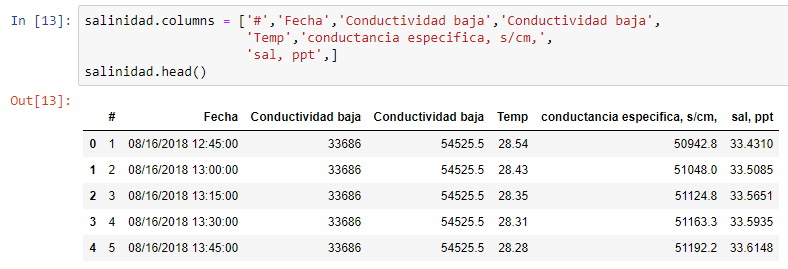 In [13]: salinidad.columns = ['#','Fecha','Conductividad baja','Conductividad baja',
'Temp','conductancia especifica, s/cm,',
'sal, ppt',]
salinidad.head()
Out[13]:
# Fecha Conductividad baja Conductividad baja Temp conductancia especifica, s/cm, sal, ppt
0 1 08/16/2018 12:45:00 33686 54525.5 28.54 50942.8 33.4310
1 2 08/16/2018 13:00:00 33686 54525.5 28.43 51048.0 33.5085
2 3 08/16/2018 13:15:00 33686 54525.5 28.35 51124.8 33.5651
3 4 08/16/2018 13:30:00 33686 54525.5 28.31 51163.3 33.5935
4 5 08/16/2018 13:45:00 33686 54525.5 28.28 51192.2 33.6148